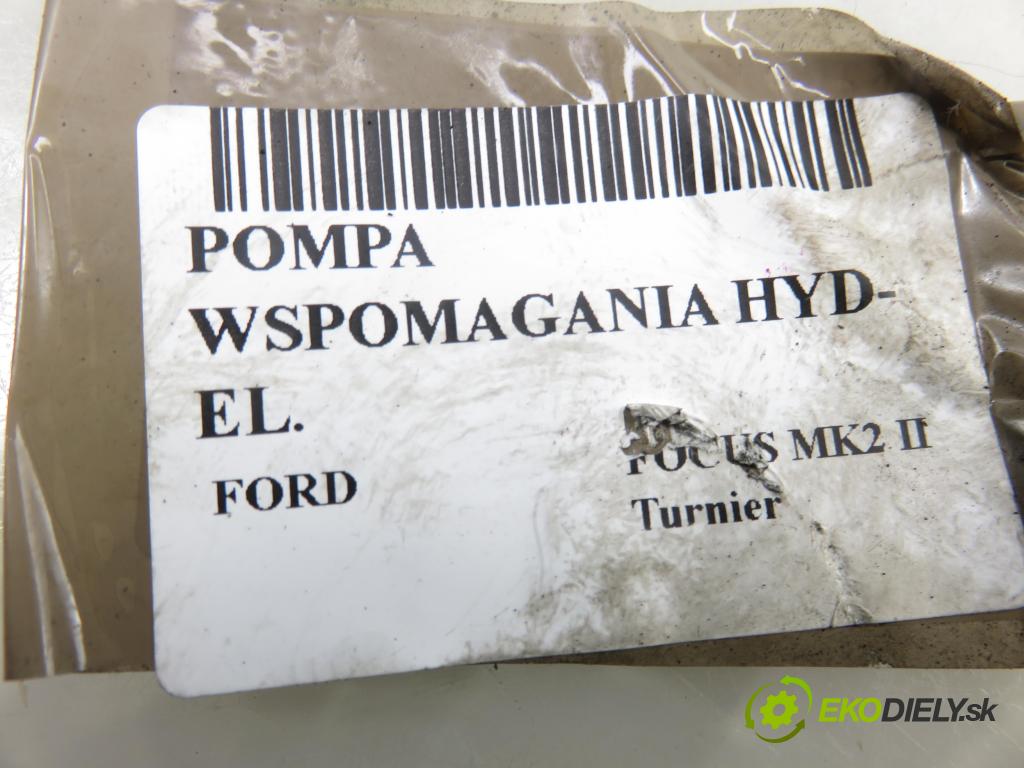 POMPA
WSPOMAGANIA HYD-
EL.
FORD
FOCUS MK2 II
Turnier
EKODIELY.sk